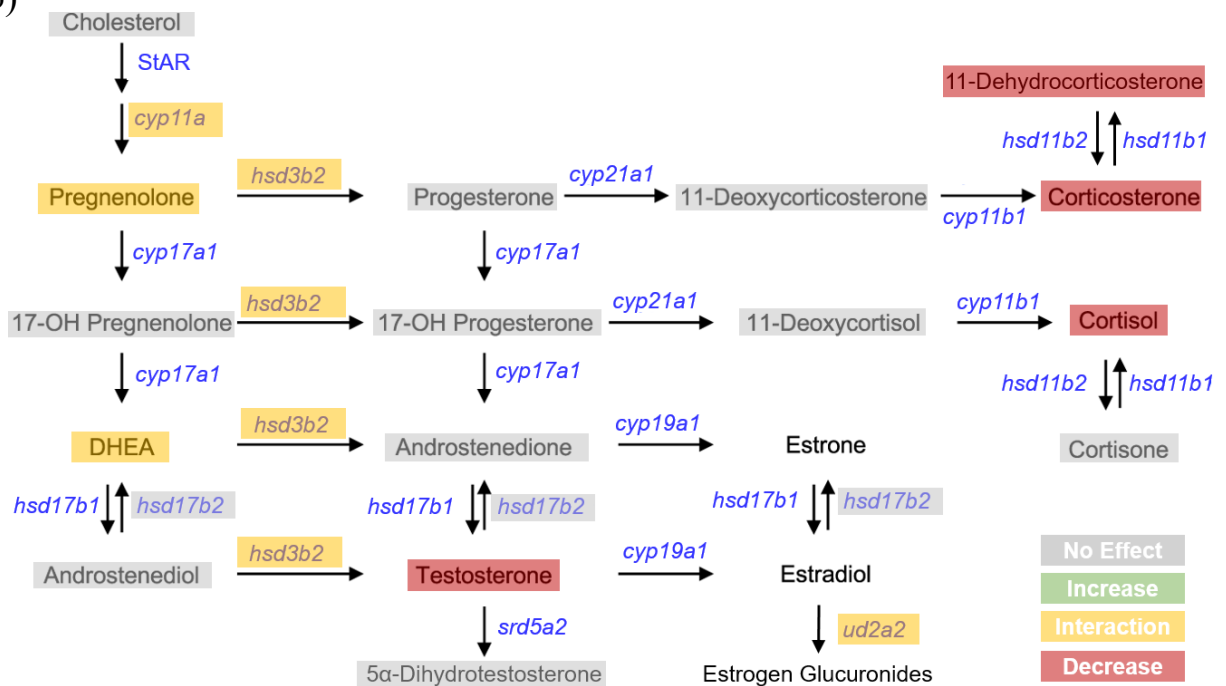 )
Cholesterol
StAR
11-Dehydrocorticosterone
cyp11a
hsd11b2 hsd11b1
hsd3b2 cyp21a1
Pregnenolone Progesterone 11-Deoxycorticosterone Corticosterone
cyp11b1
cyp17a1 cyp17a1
hsd3b2 cyp21a1 cyp11b1
17-OH Pregnenolone 17-OH Progesterone 11-Deoxycortisol Cortisol
cyp17a1 cyp17a1 hsd11b2 hsd11b1
hsd3b2 cyp19a1
DHEA Androstenedione Estrone Cortisone
hsd17b1 hsd17b2 hsd17b1 hsd17b2 hsd17b1 hsd17b2
hsd3b2 cyp19a1
Androstenediol Testosterone Estradiol
srd5a2 ud2a2
5α-Dihydrotestosterone Estrogen Glucuronides
No Effect
Increase
Interaction
Decrease